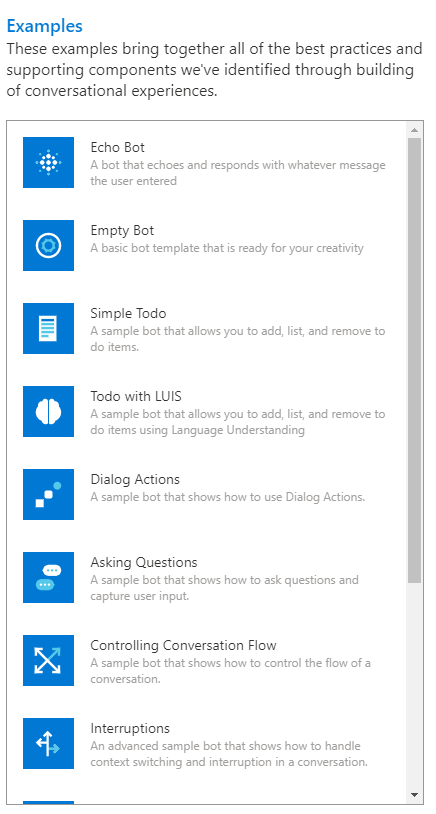 Examples
These examples bring together all of the best practices and
supporting components we've identified through building
of conversational experiences.
Echo Bot
A bot that echoes and responds with whatever message
the user entered
Empty Bot
A basic bot template that is ready for your creativity
Simple Todo
A sample bot that allows you to add, list, and remove to
do items.
Todo with LUIS
A sample bot that allows you to add, list, and remove to
do items using Language Understanding
Dialog Actions
A sample bot that shows how to use Dialog Actions.
Asking Questions
A sample bot that shows how to ask questions and
capture user input.
Controlling Conversation Flow
A sample bot that shows how to control the flow of a
conversation.
Interruptions
An advanced sample bot that shows how to handle
context switching and interruption in a conversation.